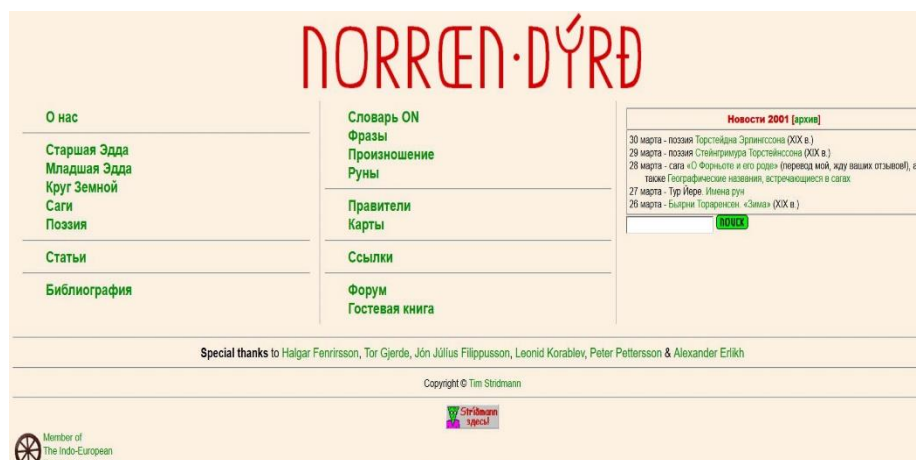 NORRŒN·DÝRÐ
О нас
Старшая Эдда
Младшая Эдда
Круг Земной
Саги
Поэзия
Статьи
Библиография
Словарь ON
Фразы
Произношение
Руны
Правители
Карты
Ссылки
Форум
Гостевая книга
Новости 2001 [архив]
30 марта - поэзия Торстейдна Эрлингссона (XIX в.)
29 марта - поэзия Стейнгримура Торстейнссона (XIX в.)
28 марта - сага «О Форньоте и его роде» (перевод мой, жду ваших отзывов!), а
также Географические названия, встречающиеся в сагах
27 марта - Тур Йере. Имена рун
26 марта - Бьярни Тораренсен. «Зима» (XIX в.)
ПОИСК
Special thanks to Halgar Fenrirsson, Tor Gjerde, Jón Júlíus Filippusson, Leonid Korablev, Peter Pettersson & Alexander Erlikh
Copyright © Tim Stridmann
Stridmann
здесь!
Member of
The Indo-European